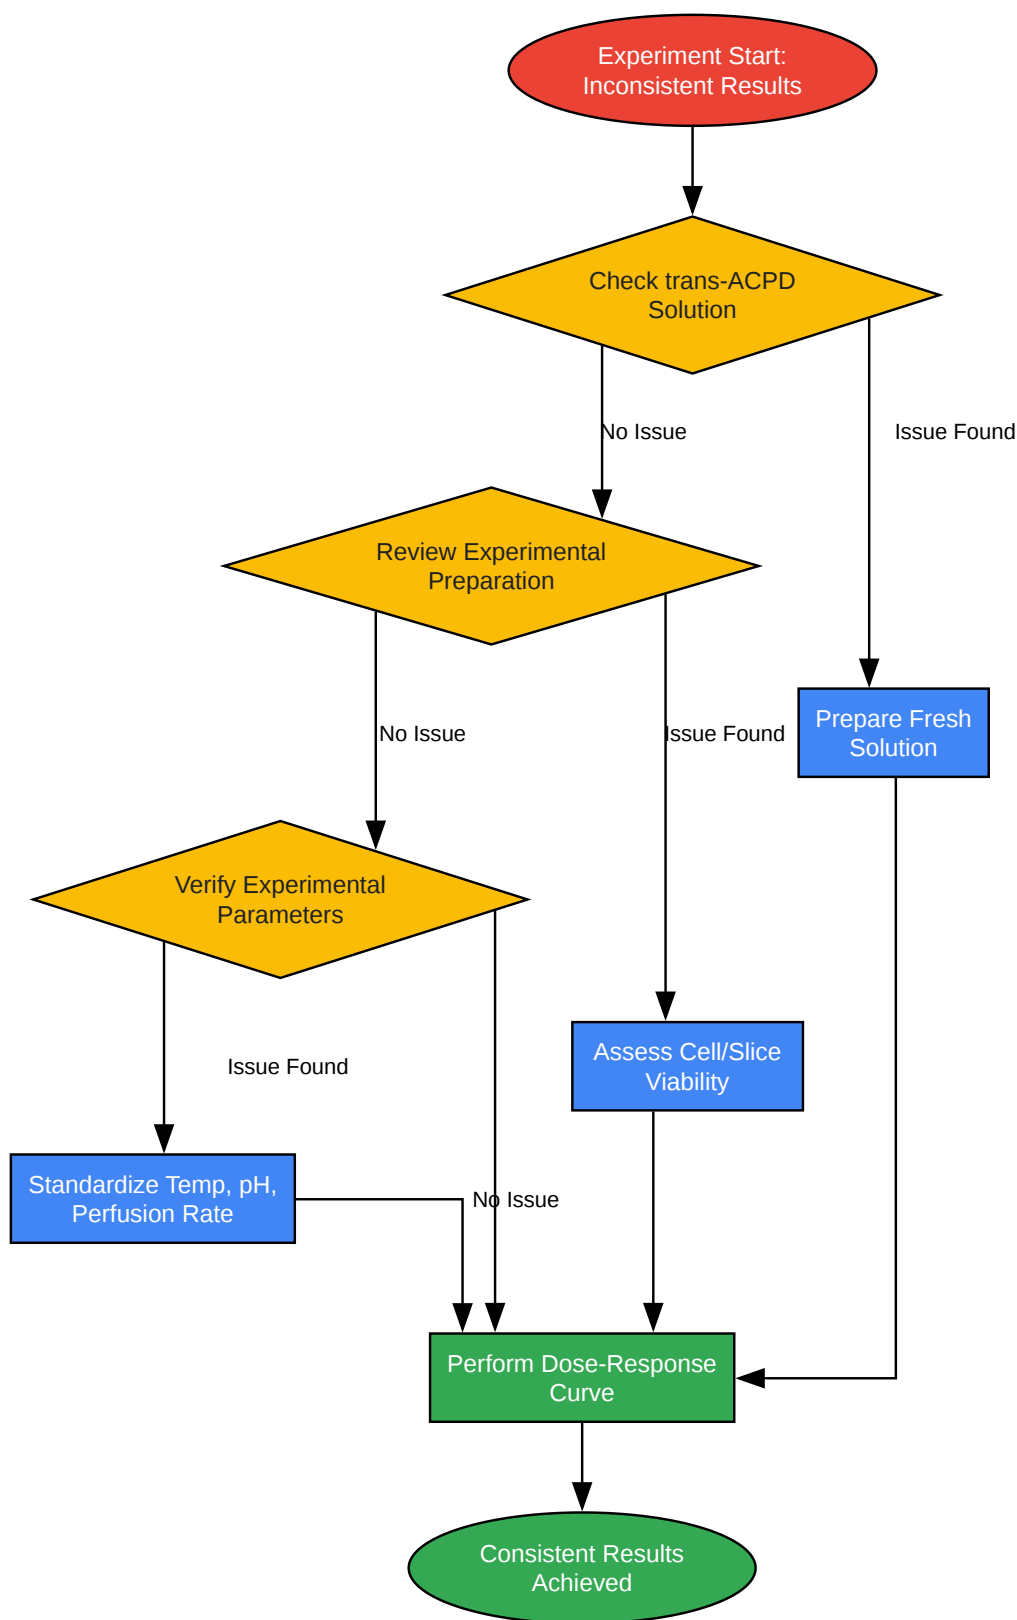 Experiment Start:
Inconsistent Results
Check trans-ACPD
Solution
No Issue
Issue Found
Review Experimental
Preparation
No Issue
Issue Found
Prepare Fresh
Solution
Verify Experimental
Parameters
Issue Found
Assess Cell/Slice
Viability
Standardize Temp, pH,
Perfusion Rate
No Issue
Perform Dose-Response
Curve
Consistent Results
Achieved